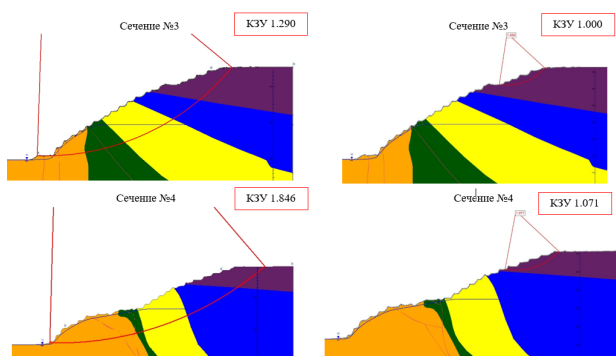 Сечение №3
КЗУ 1.290
Сечение №3
КЗУ 1.000
Сечение №4
КЗУ 1.846
Сечение №4
КЗУ 1.071